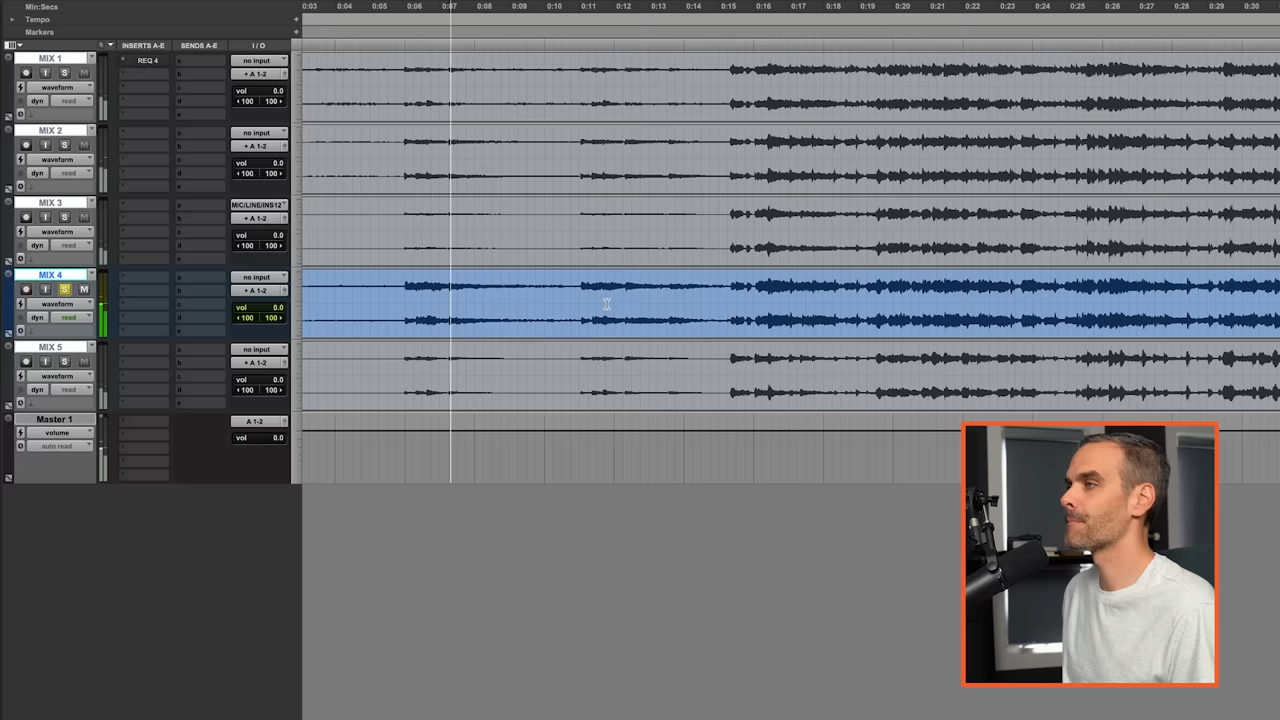 Min:Secs 0:03 0:04 0:05 0:06 0:07 0:08 0:09 0:10 0:11 0:12 0:13 0:14 0:15 0:16 0:17 0:18 0:19 0:20 0:21 0:22 0:23 0:24 0:25 0:26 0:27 0:28 0:29 0:30
Tempo
Markers
INSERTS A-E SENDS A-E I / O
MIX 1 REQ 4 a no input
I S M b + A 1-2
waveform c vol 0.0
dyn read d 100 100
e
MIX 2 a no input
I S M b + A 1-2
waveform c vol 0.0
dyn read d 100 100
e
MIX 3 a MIC/LINE/INS12
I S M b + A 1-2
waveform c vol 0.0
dyn read d 100 100
e
MIX 4 a no input
I S M b + A 1-2
waveform c vol 0.0
dyn read d 100 100
e
MIX 5 a no input
I S M b + A 1-2
waveform c vol 0.0
dyn read d 100 100
e
Master 1 A 1-2
volume vol 0.0
auto read